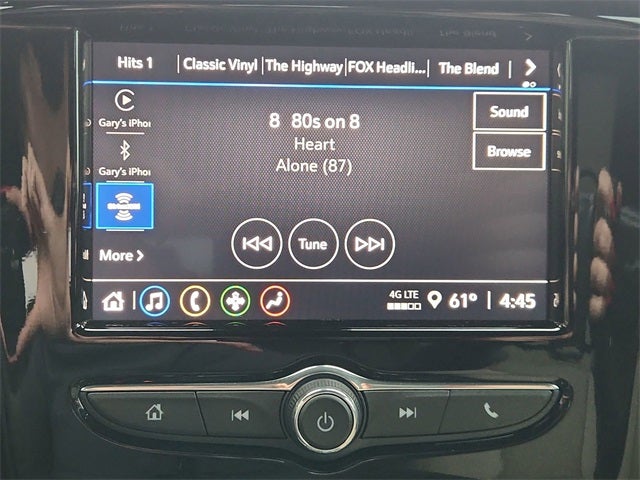 Hits 1 Classic Vinyl The Highway FOX Headli... The Blend
Gary's iPhoı
Gary's iPhoı
More >
8 80s on 8
Heart
Alone (87)
Sound
Browse
Tune
4G LTE
61° 4:45